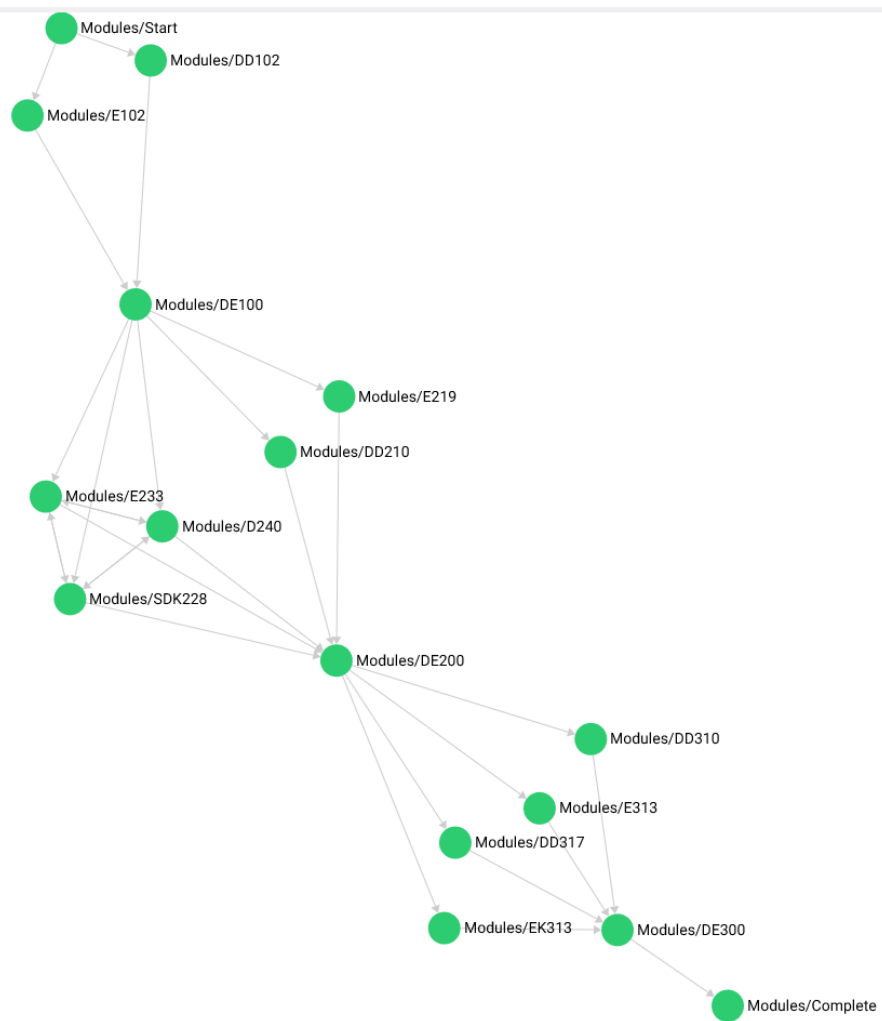 Modules/Start
Modules/DD102
Modules/E102
Modules/DE100
Modules/E219
Modules/DD210
Modules/E233
Modules/D240
Modules/SDK228
Modules/DE200
Modules/DD310
Modules/E313
Modules/DD317
Modules/EK313
Modules/DE300
Modules/Complete